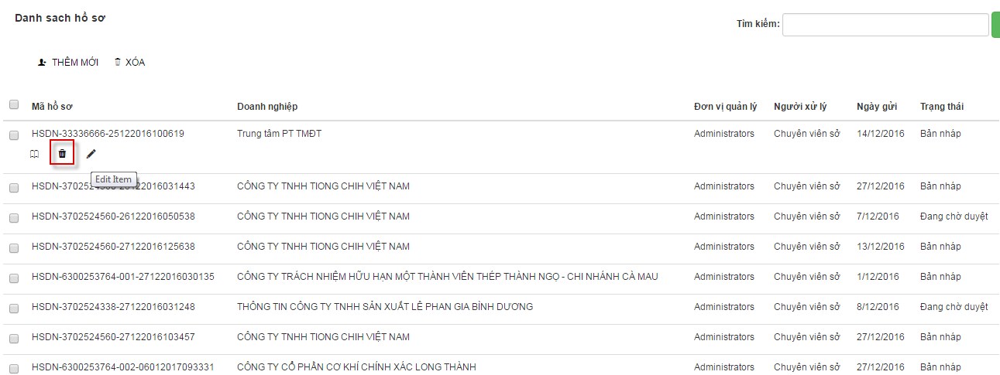 Danh sach hồ sơ
Tìm kiếm:
THÊM MỚI XÓA
Mã hồ sơ Doanh nghiệp Đơn vị quản lý Người xử lý Ngày gửi Trạng thái
HSDN-33336666-25122016100619 Trung tâm PT TMĐT Administrators Chuyên viên sở 14/12/2016 Bản nháp
Edit Item
CÔNG TY TNHH TIONG CHIH VIỆT NAM Administrators Chuyên viên sở 27/12/2016 Bản nháp
HSDN-3702524560-26122016050538 CÔNG TY TNHH TIONG CHIH VIỆT NAM Administrators Chuyên viên sở 7/12/2016 Đang chờ duyệt
HSDN-3702524560-27122016125638 CÔNG TY TNHH TIONG CHIH VIỆT NAM Administrators Chuyên viên sở 13/12/2016 Bản nháp
HSDN-6300253764-001-27122016030135 CÔNG TY TRÁCH NHIỆM HỮU HẠN MỘT THÀNH VIÊN THÉP THÀNH NGỌ - CHI NHÁNH CÀ MAU Administrators Chuyên viên sở 1/12/2016 Bản nháp
HSDN-3702524338-27122016031248 THÔNG TIN CÔNG TY TNHH SẢN XUẤT LÊ PHAN GIA BÌNH DƯƠNG Administrators Chuyên viên sở 8/12/2016 Đang chờ duyệt
HSDN-3702524560-27122016103457 CÔNG TY TNHH TIONG CHIH VIỆT NAM Administrators Chuyên viên sở 27/12/2016 Bản nháp
HSDN-6300253764-002-06012017093331 CÔNG TY CỔ PHẦN CƠ KHÍ CHÍNH XÁC LONG THÀNH Administrators Chuyên viên sở 27/12/2016 Bản nháp